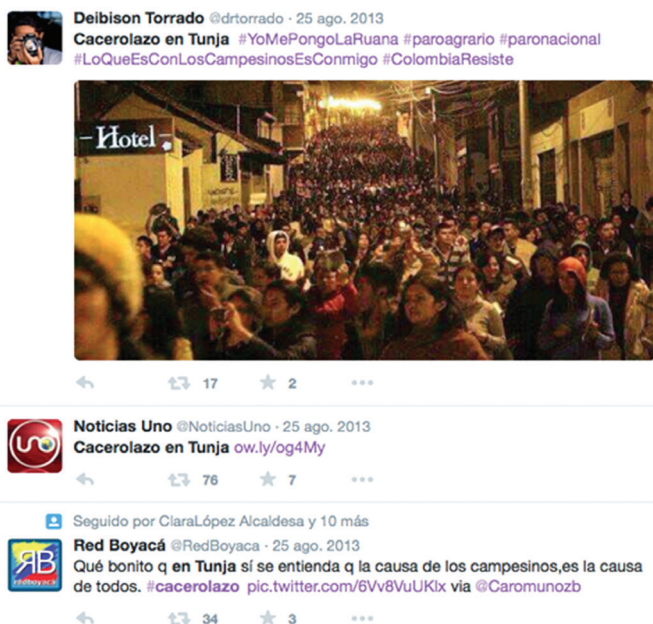 Deibison Torrado @drtorrado · 25 ago. 2013
Cacerolazo en Tunja #YoMePongoLaRuana #paroagrario #paronacional
#LoQueEsConLosCampesinosEsConmigo #ColombiaResiste
-Hotel-
17 2
uno
Noticias Uno @NoticiasUno · 25 ago. 2013
Cacerolazo en Tunja ow.ly/og4My
76 7
Seguido por ClaraLópez Alcaldesa y 10 más
RB
redboyacá
Red Boyacá @RedBoyaca · 25 ago. 2013
Qué bonito q en Tunja sí se entienda q la causa de los campesinos,es la causa
de todos. #cacerolazo pic.twitter.com/6Vv8VuUKlx via @Caromunozb
34 3